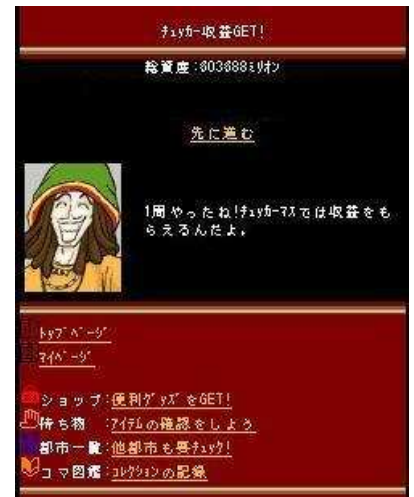 ﾁｪｯｶｰ収益GET!
総資産:603688ﾐﾘｵﾝ
先に進む
1周やったね!ﾁｪｯｶｰﾏｽでは収益をも
らえるんだよ｡
ﾄｯﾌﾟﾍﾟｰｼﾞ
ﾏｲﾍﾟｰｼﾞ
ショップ:便利ｸﾞｯｽﾞをGET!
持ち物　:ｱｲﾃﾑの確認をしよう
都市一覧:他都市も要ﾁｪｯｸ!
コマ図鑑:ｺﾚｸｼｮﾝの記録